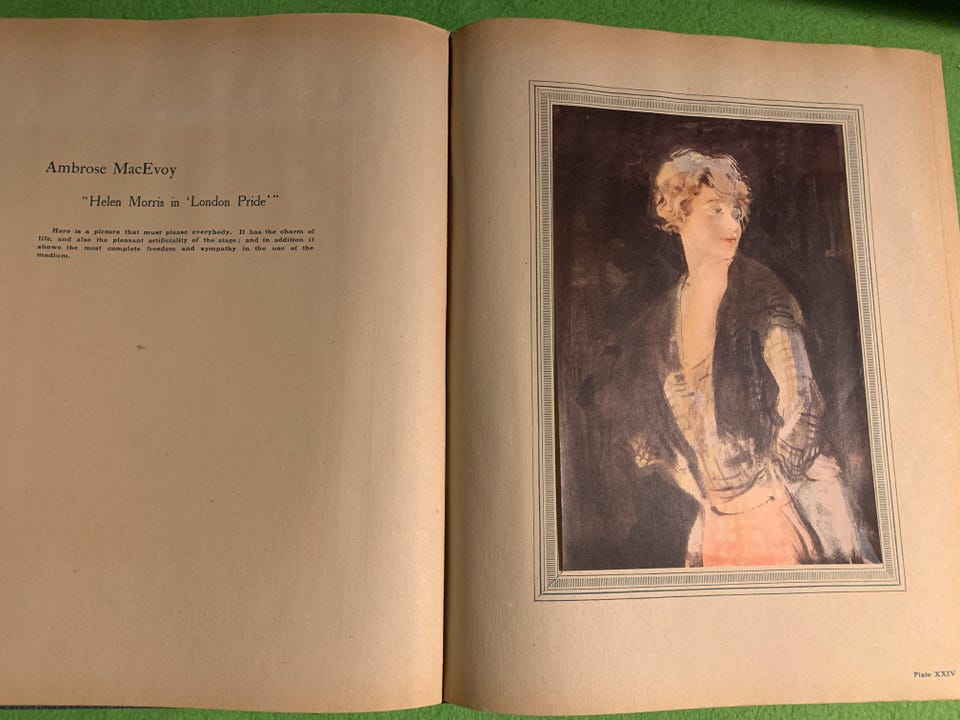 Ambrose MacEvoy
“Helen Morris in ‘London Pride’”
Here is a picture that must please everybody. It has the charm of
life, and also the pleasant artificiality of the stage; and in addition it
shows the most complete freedom and sympathy in the use of the
medium.
Plate XXIV